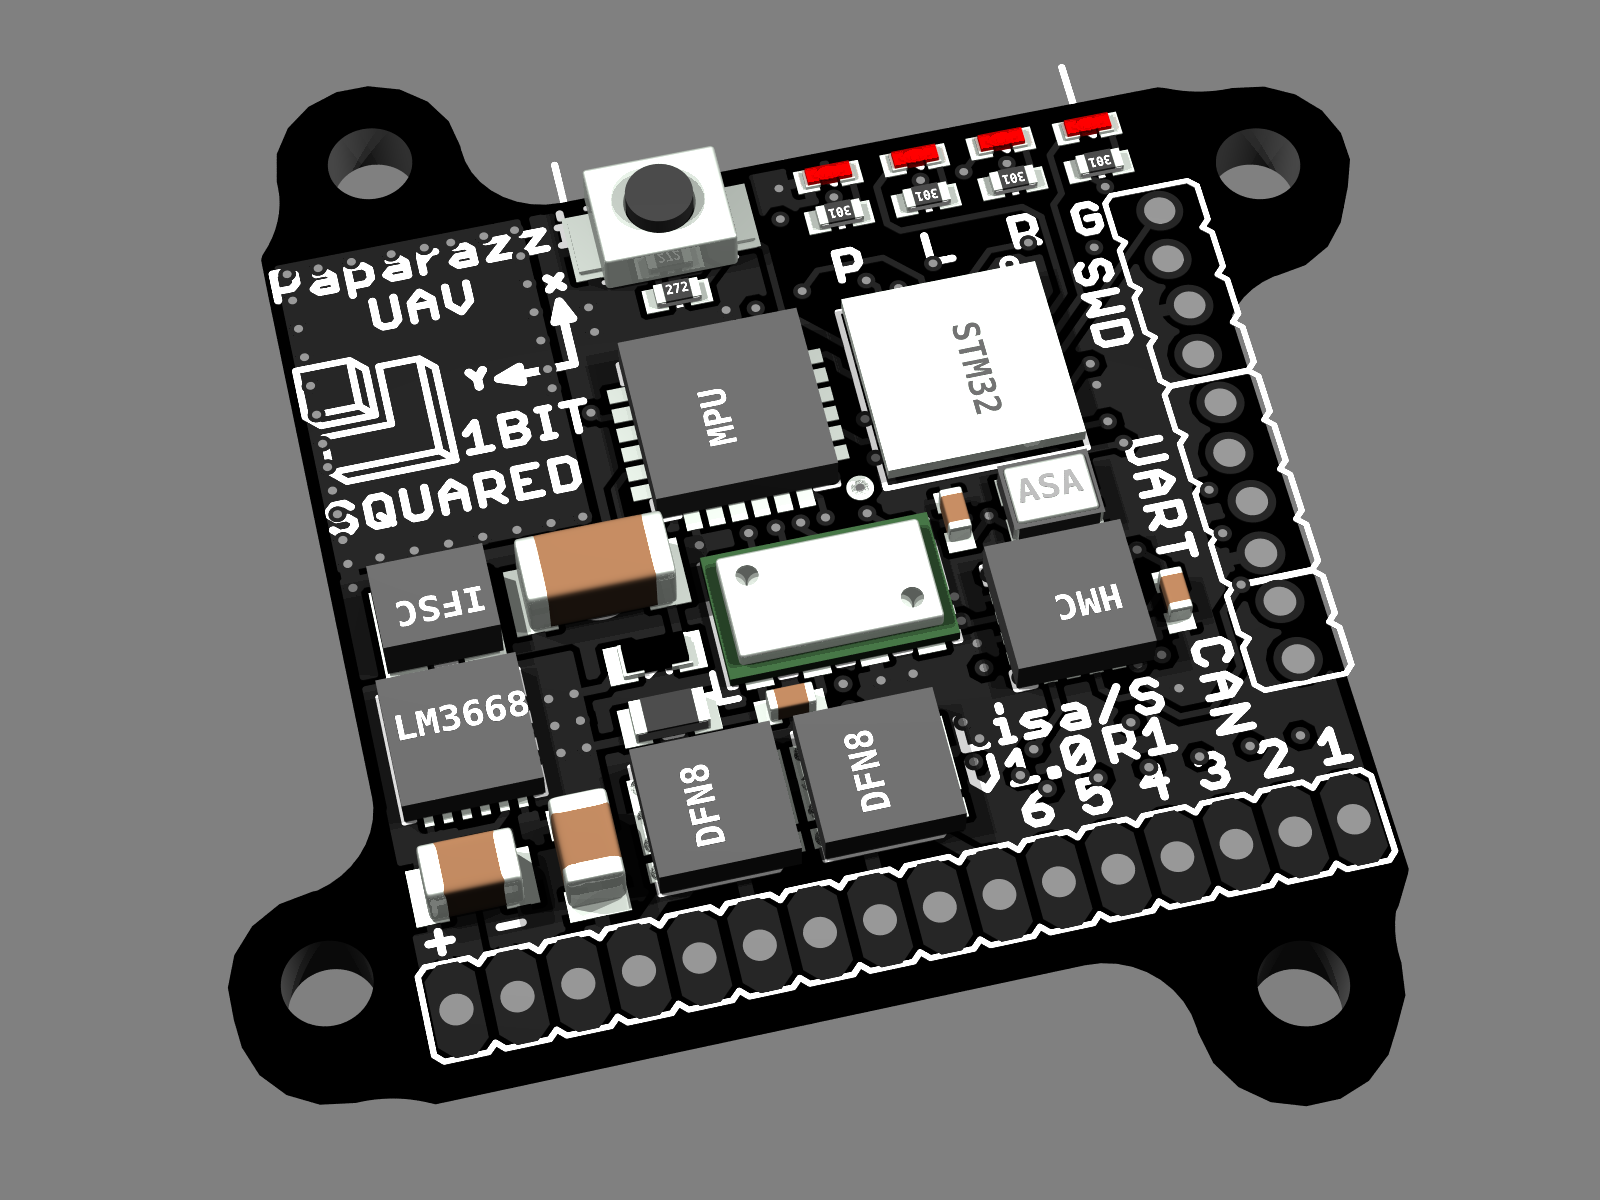 301
301
301
301
P L R G
Paparazzi
UAV
X
Y
272
SWD
1BIT
SQUARED
MPU
STM32
ASA
UART
IFSC
HMC
CAN
LM3668
DFN8
DFN8
Lisa/S
V1.0R1
6 5 4 3 2 1
+ -